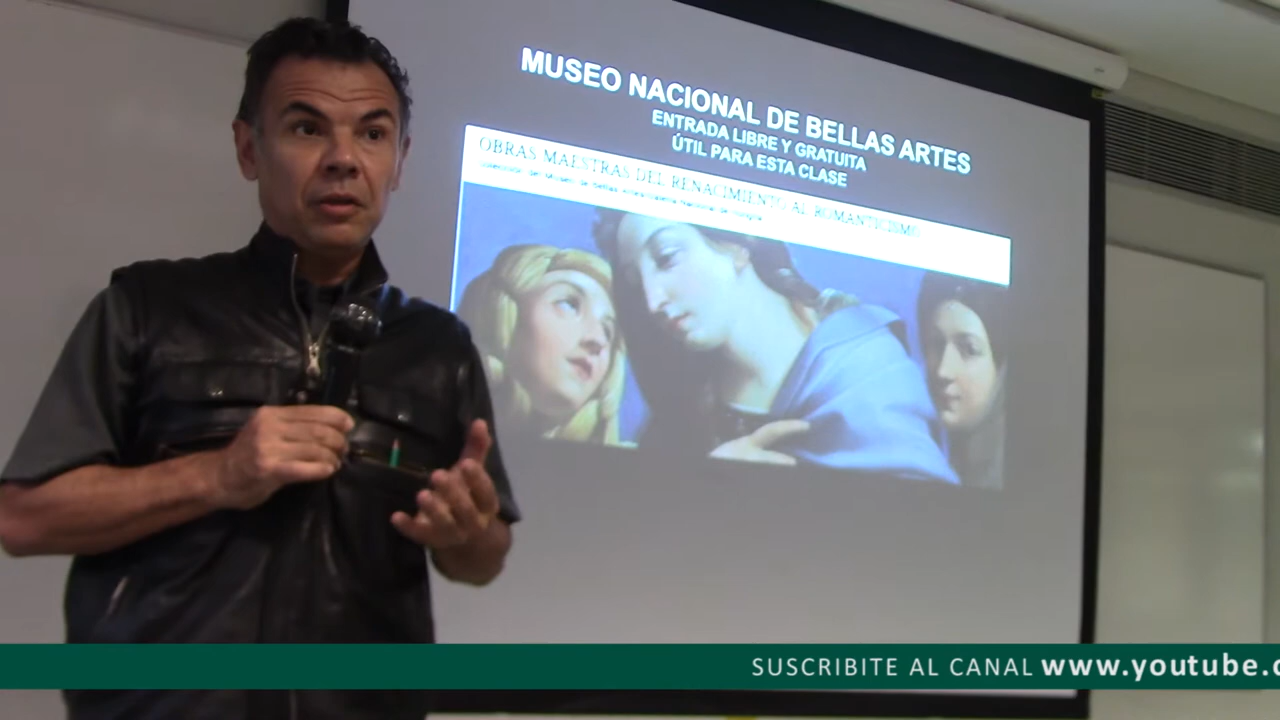 MUSEO NACIONAL DE BELLAS ARTES
ENTRADA LIBRE Y GRATUITA
ÚTIL PARA ESTA CLASE
OBRAS MAESTRAS DEL RENACIMIENTO AL ROMANTICISMO
SUSCRIBITE AL CANAL www.youtube.c